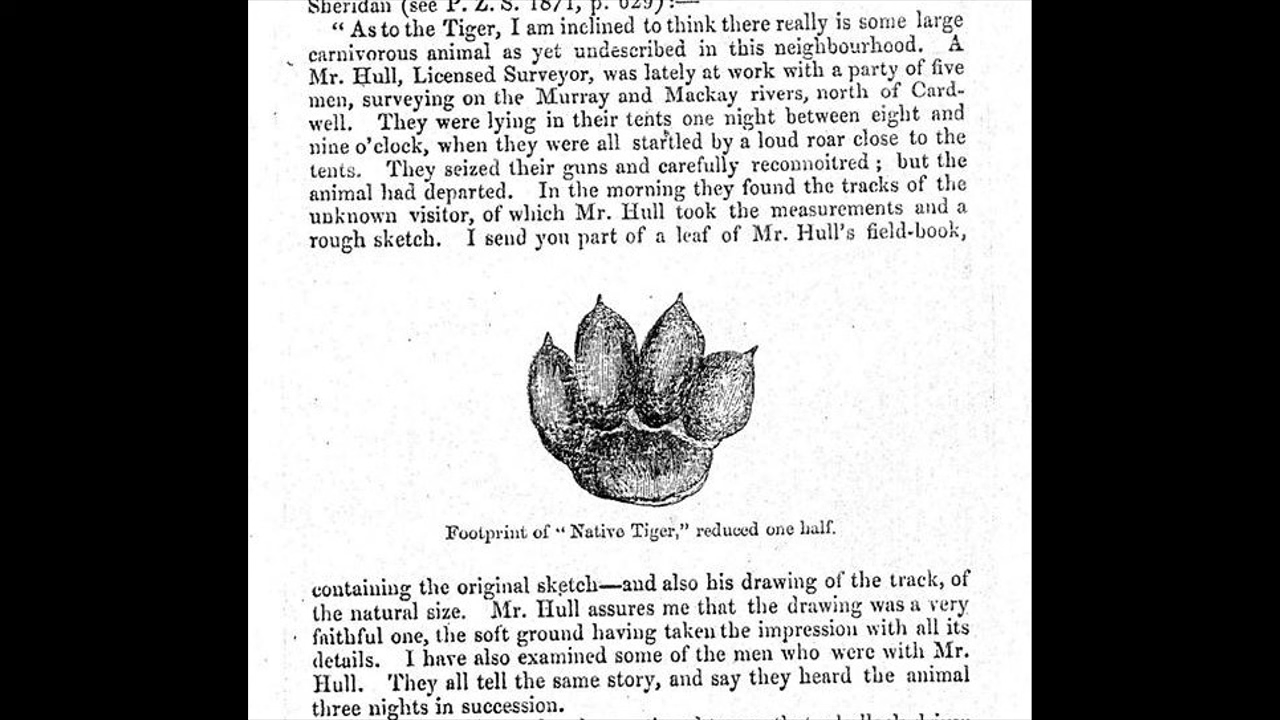 Sheridan (see P. Z. S. 1871, p. 629):—
“As to the Tiger, I am inclined to think there really is some large
carnivorous animal as yet undescribed in this neighbourhood. A
Mr. Hull, Licensed Surveyor, was lately at work with a party of five
men, surveying on the Murray and Mackay rivers, north of Card-
well. They were lying in their tents one night between eight and
nine o'clock, when they were all startled by a loud roar close to the
tents. They seized their guns and carefully reconnoitred; but the
animal had departed. In the morning they found the tracks of the
unknown visitor, of which Mr. Hull took the measurements and a
rough sketch. I send you part of a leaf of Mr. Hull's field-book,
Footprint of “Native Tiger,” reduced one half.
containing the original sketch—and also his drawing of the track, of
the natural size. Mr. Hull assures me that the drawing was a very
faithful one, the soft ground having taken the impression with all its
details. I have also examined some of the men who were with Mr.
Hull. They all tell the same story, and say they heard the animal
three nights in succession.